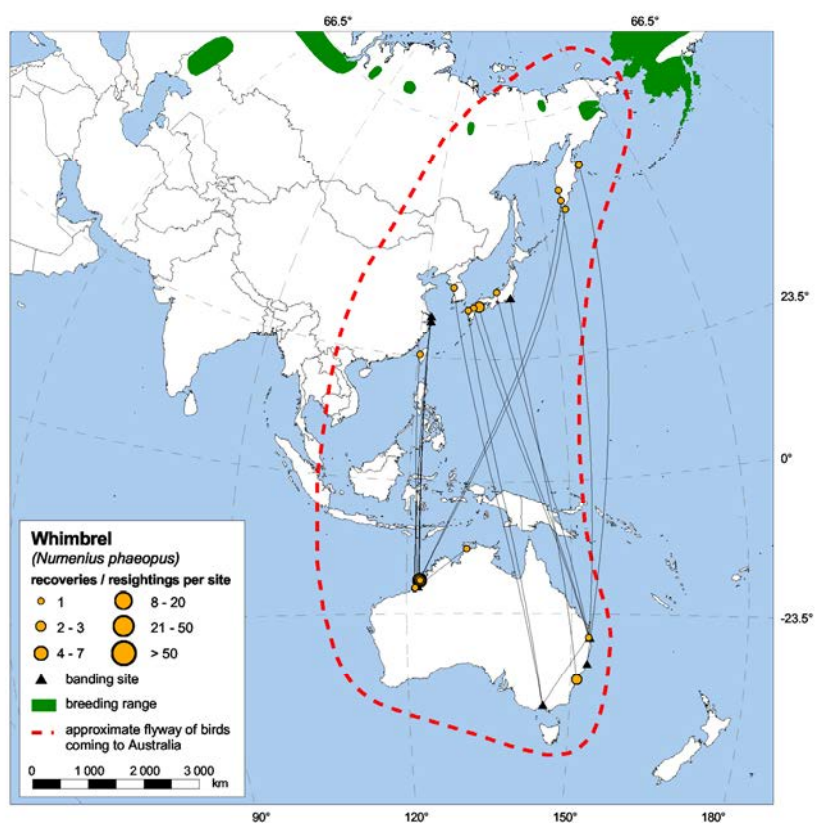 66.5°
66.5°
23.5°
0°
-23.5°
Whimbrel
(Numenius phaeopus)
recoveries / resightings per site
1
8 - 20
2 - 3
21 - 50
4 - 7
> 50
banding site
breeding range
approximate flyway of birds
coming to Australia
0 1 000 2 000 3 000
km
90°
120°
150°
180°